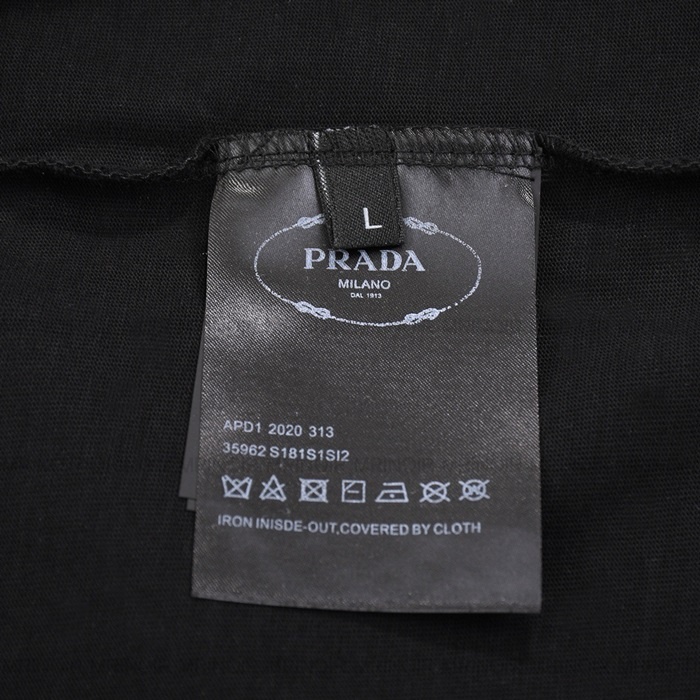 L
PRADA
MILANO
DAL 1913
APD1 2020 313
35962 S181S1SI2
IRON INISDE-OUT,COVERED BY CLOTH